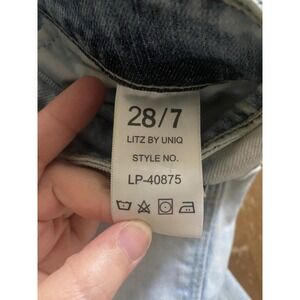 28/7
LITZ BY UNIQ
STYLE NO.
LP-40875